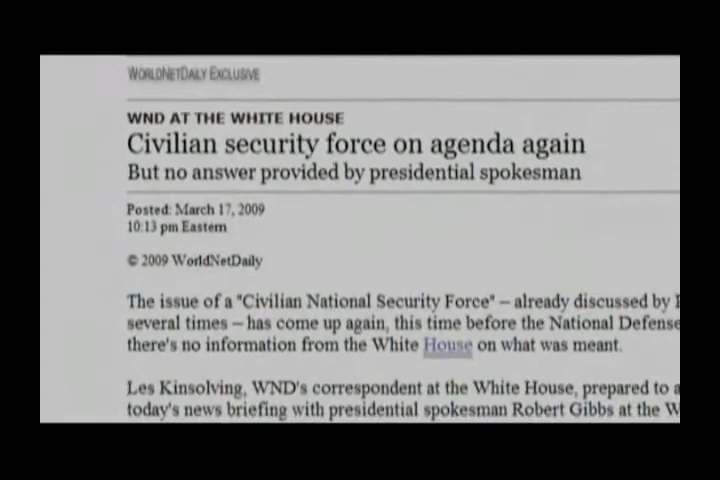 WORLDNETDAILY EXCLUSIVE
WND AT THE WHITE HOUSE
Civilian security force on agenda again
But no answer provided by presidential spokesman
Posted: March 17, 2009
10:13 pm Eastern
© 2009 WorldNetDaily
The issue of a "Civilian National Security Force" – already discussed by
several times – has come up again, this time before the National Defense
there's no information from the White House on what was meant.
Les Kinsolving, WND's correspondent at the White House, prepared to a
today's news briefing with presidential spokesman Robert Gibbs at the W